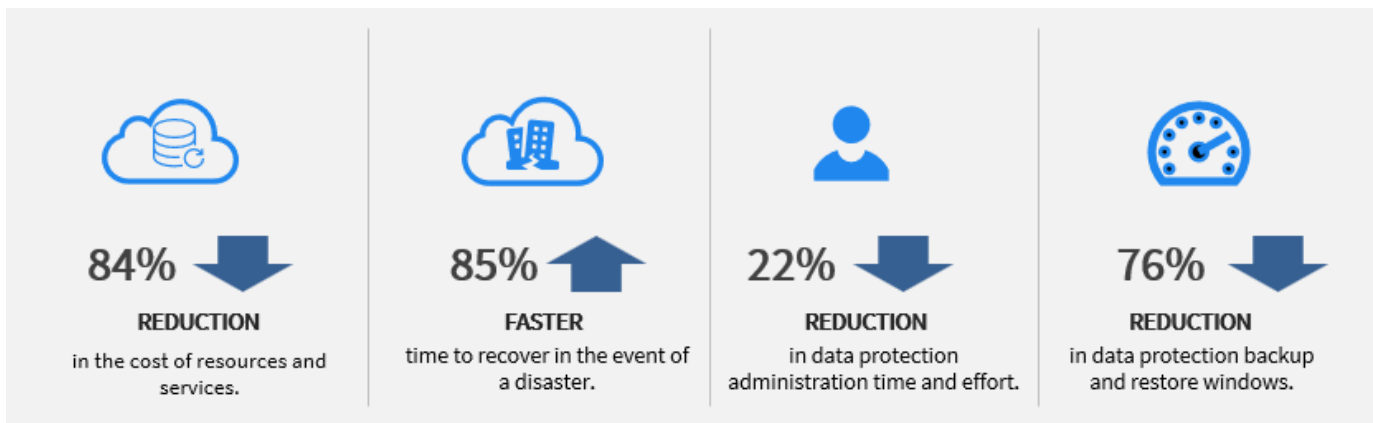 84%
REDUCTION
in the cost of resources and
services.
85%
FASTER
time to recover in the event of
a disaster.
22%
REDUCTION
in data protection
administration time and effort.
76%
REDUCTION
in data protection backup
and restore windows.